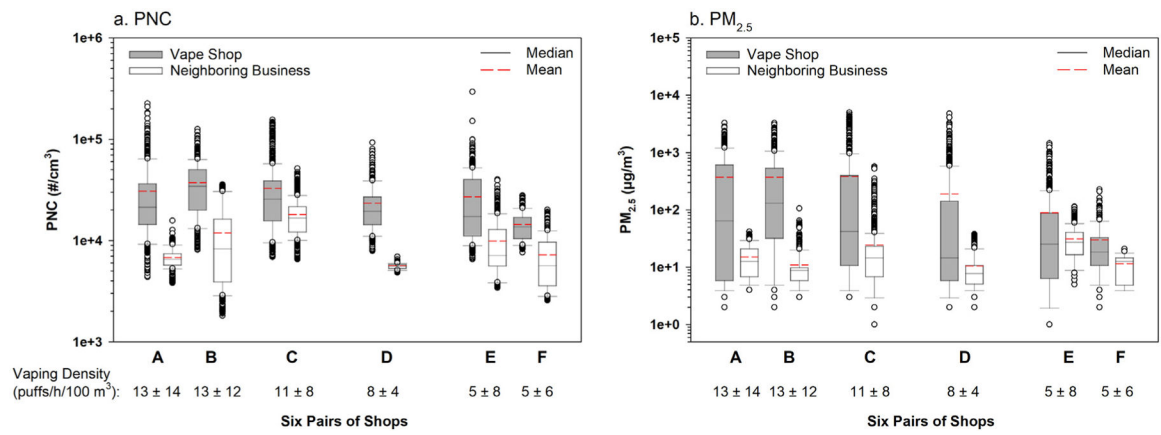 a. PNC
1e+6
1e+5
1e+4
1e+3
PNC (#/cm³)
Vape Shop
Neighboring Business
Median
Mean
A B C D E F
Vaping Density
(puffs/h/100 m³): 13 ± 14 13 ± 12 11 ± 8 8 ± 4 5 ± 8 5 ± 6
Six Pairs of Shops
b. PM₂.₅
1e+5
1e+4
1e+3
1e+2
1e+1
1e+0
PM₂.₅ (µg/m³)
Vape Shop
Neighboring Business
Median
Mean
A B C D E F
13 ± 14 13 ± 12 11 ± 8 8 ± 4 5 ± 8 5 ± 6
Six Pairs of Shops